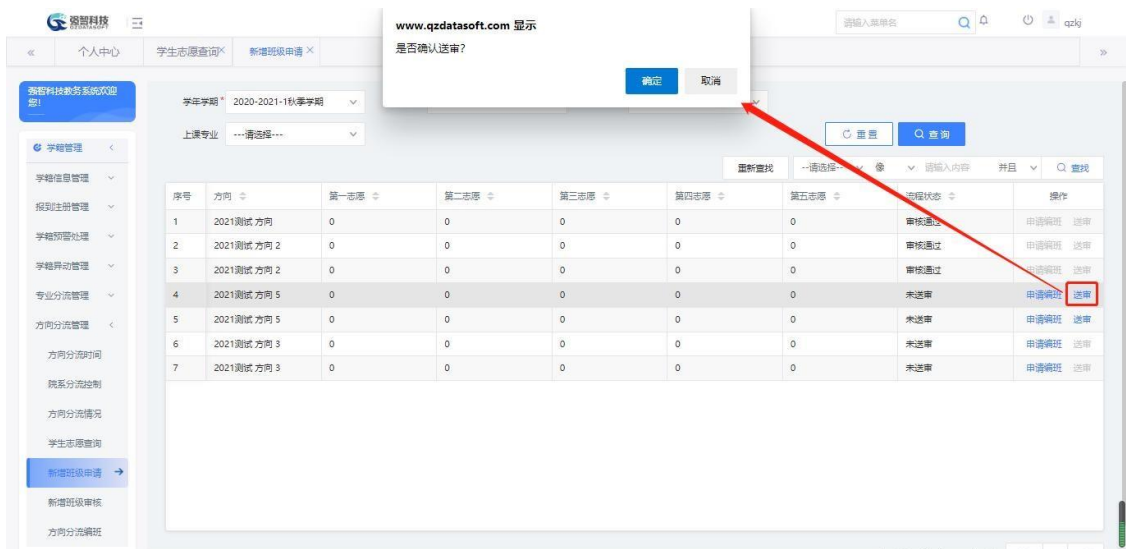 强智科技
QZDATASOFT
www.qzdatasoft.com 显示
是否确认送审？
确定 取消
请输入菜单名
qzkj
« 个人中心 学生志愿查询× 新增班级申请 × »
强智科技教务系统欢迎
您!
学籍管理
学籍信息管理
报到注册管理
学籍预警处理
学籍异动管理
专业分流管理
方向分流管理
方向分流时间
院系分流控制
方向分流情况
学生志愿查询
新增班级申请 →
新增班级审核
方向分流编班
学年学期 * 2020-2021-1秋季学期
上课专业 ---请选择---
重置 查询
重新查找 --请选择-- 像 请输入内容 并且 查找
序号 方向 第一志愿 第二志愿 第三志愿 第四志愿 第五志愿 流程状态 操作
1 2021测试 方向 0 0 0 0 0 审核通过 申请编班 送审
2 2021测试 方向 2 0 0 0 0 0 审核通过 申请编班 送审
3 2021测试 方向 2 0 0 0 0 0 审核通过 申请编班 送审
4 2021测试 方向 5 0 0 0 0 0 未送审 申请编班 送审
5 2021测试 方向 5 0 0 0 0 0 未送审 申请编班 送审
6 2021测试 方向 3 0 0 0 0 0 未送审 申请编班 送审
7 2021测试 方向 3 0 0 0 0 0 未送审 申请编班 送审